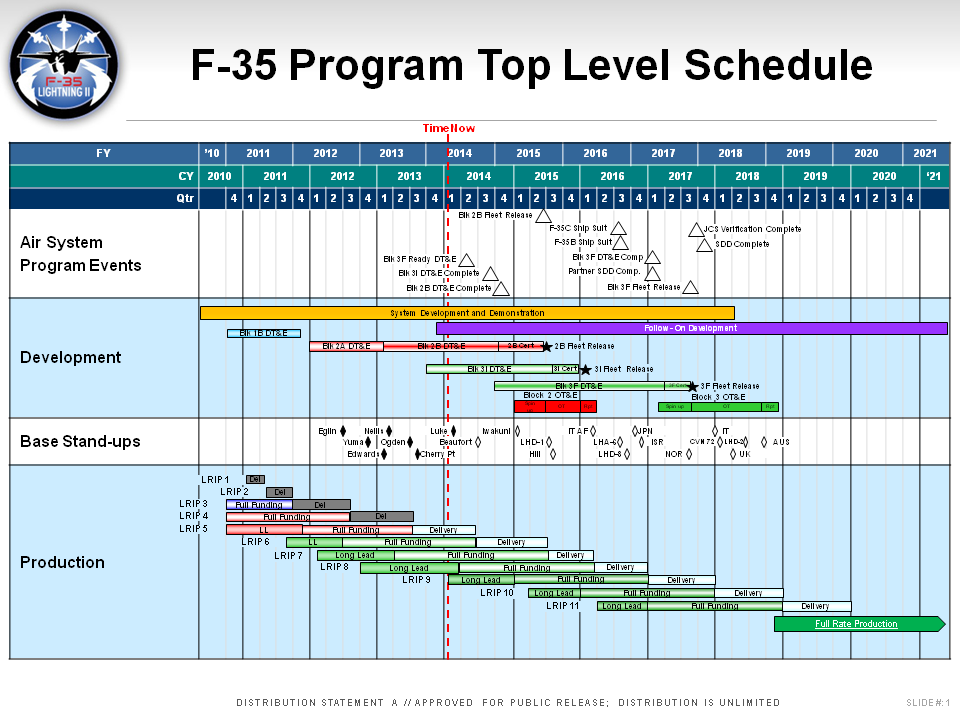 F-35
LIGHTNING II
F-35 Program Top Level Schedule
Time Now
FY '10 2011 2012 2013 2014 2015 2016 2017 2018 2019 2020 2021
CY 2010 2011 2012 2013 2014 2015 2016 2017 2018 2019 2020 '21
Qtr 4 1 2 3 4 1 2 3 4 1 2 3 4 1 2 3 4 1 2 3 4 1 2 3 4 1 2 3 4 1 2 3 4 1 2 3 4 1 2 3 4
Air System
Program Events
Blk 2B Fleet Release
F-35C Ship Suit
JCS Verification Complete
F-35B Ship Suit
SDD Complete
Blk 3F Ready DT&E
Blk 3F DT&E Comp
Blk 3I DT&E Complete
Partner SDD Comp.
Blk 2B DT&E Complete
Blk 3F Fleet Release
Development
System Development and Demonstration
Follow - On Development
Blk 1B DT&E
Blk 2A DT&E Blk 2B DT&E 2B Cert 2B Fleet Release
Blk 3I DT&E 3I Cert 3I Fleet Release
Blk 3F DT&E 3F Cert 3F Fleet Release
Block 2 OT&E Block 3 OT&E
OT Rpt Spin up OT Rpt
Base Stand-ups
Eglin Nellis Luke Iwakuni ITAF JPN IT
Yuma Ogden Beaufort LHD-1 LHA-6 ISR CVN 72 LHD-2 AUS
Edwards Cherry Pt Hill LHD-8 NOR UK
Production
LRIP 1 Del
LRIP 2 Del
LRIP 3 Full Funding Del
LRIP 4 Full Funding Del
LRIP 5 LL Full Funding Delivery
LRIP 6 LL Full Funding Delivery
LRIP 7 Long Lead Full Funding Delivery
LRIP 8 Long Lead Full Funding Delivery
LRIP 9 Long Lead Full Funding Delivery
LRIP 10 Long Lead Full Funding Delivery
LRIP 11 Long Lead Full Funding Delivery
Full Rate Production
DISTRIBUTION STATEMENT A // APPROVED FOR PUBLIC RELEASE; DISTRIBUTION IS UNLIMITED
SLIDE#: 1